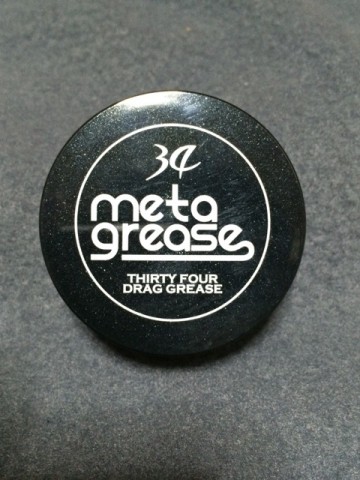 34
meta
grease
THIRTY FOUR
DRAG GREASE